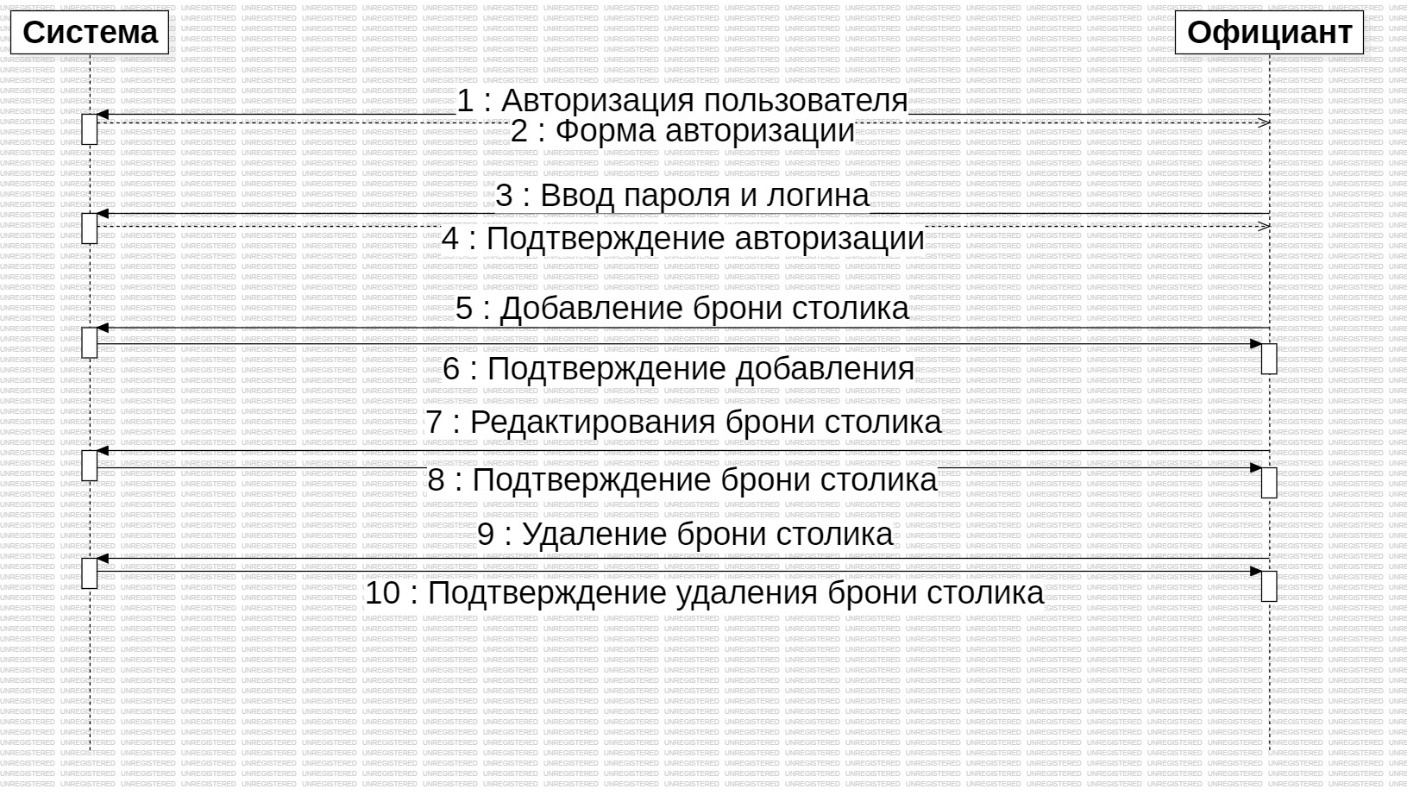 Система
Официант
1 : Авторизация пользователя
2 : Форма авторизации
3 : Ввод пароля и логина
4 : Подтверждение авторизации
5 : Добавление брони столика
6 : Подтверждение добавления
7 : Редактирования брони столика
8 : Подтверждение брони столика
9 : Удаление брони столика
10 : Подтверждение удаления брони столика
UNREGISTERED